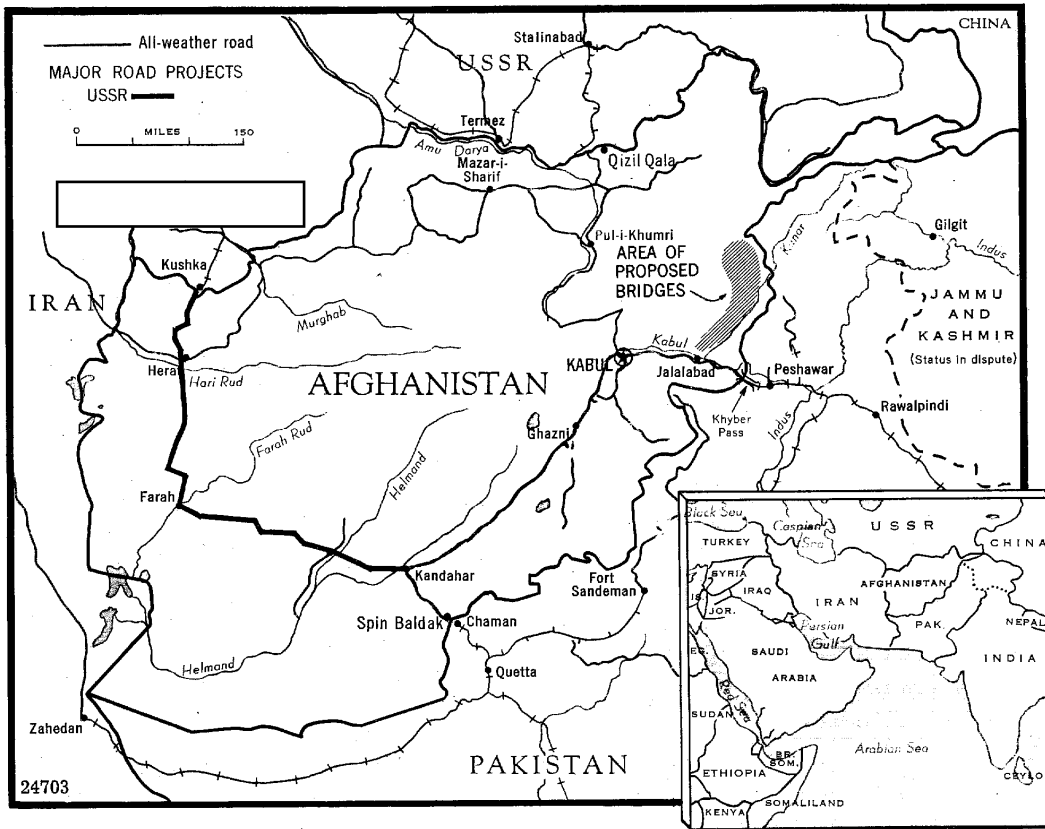 All-weather road
MAJOR ROAD PROJECTS
USSR
0 MILES 150
CHINA
Stalinabad
USSR
Termez
Amu Darya
Mazar-i-
Sharif
Qizil Qala
Pul-i-Khumri
AREA OF
PROPOSED
BRIDGES
Kunar
Gilgit
Indus
Kushka
IRAN
Murghab
JAMMU
AND
KASHMIR
(Status in dispute)
Herat
Hari Rud
AFGHANISTAN
KABUL
Kabul
Jalalabad
Peshawar
Khyber
Pass
Indus
Rawalpindi
Ghazni
Farah Rud
Helmand
Farah
Kandahar
Fort
Sandeman
Spin Baldak
Chaman
Helmand
Quetta
Zahedan
PAKISTAN
24703
Black Sea
Caspian
Sea
USSR
TURKEY
CHINA
SYRIA
AFGHANISTAN
IS.
IRAQ
IRAN
JOR.
PAK.
NEPAL
Persian
Gulf
EG.
SAUDI
ARABIA
INDIA
Red Sea
SUDAN
Arabian Sea
BR.
SOM.
ETHIOPIA
CEYLO
SOMALILAND
KENYA